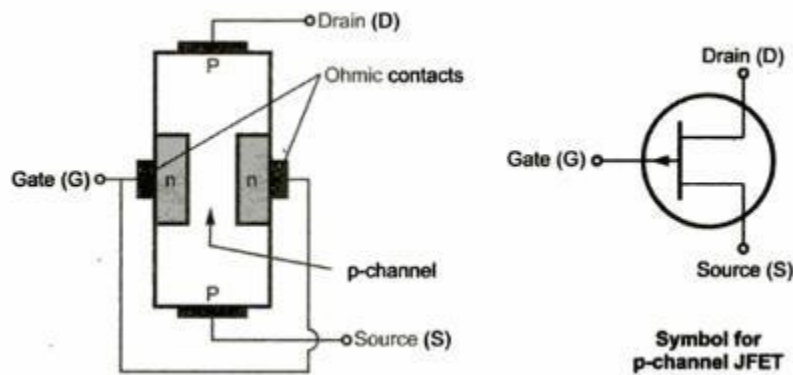 Drain (D)
P
Ohmic contacts
Gate (G)
n
n
p-channel
P
Source (S)
Drain (D)
Gate (G)
Source (S)
Symbol for
p-channel JFET